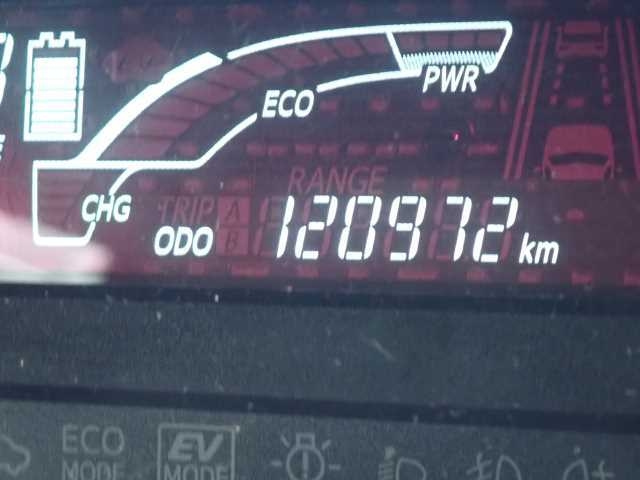 PWR
ECO
RANGE
CHG
TRIP A
ODO B 120972 km
ECO EV
MODE MODE